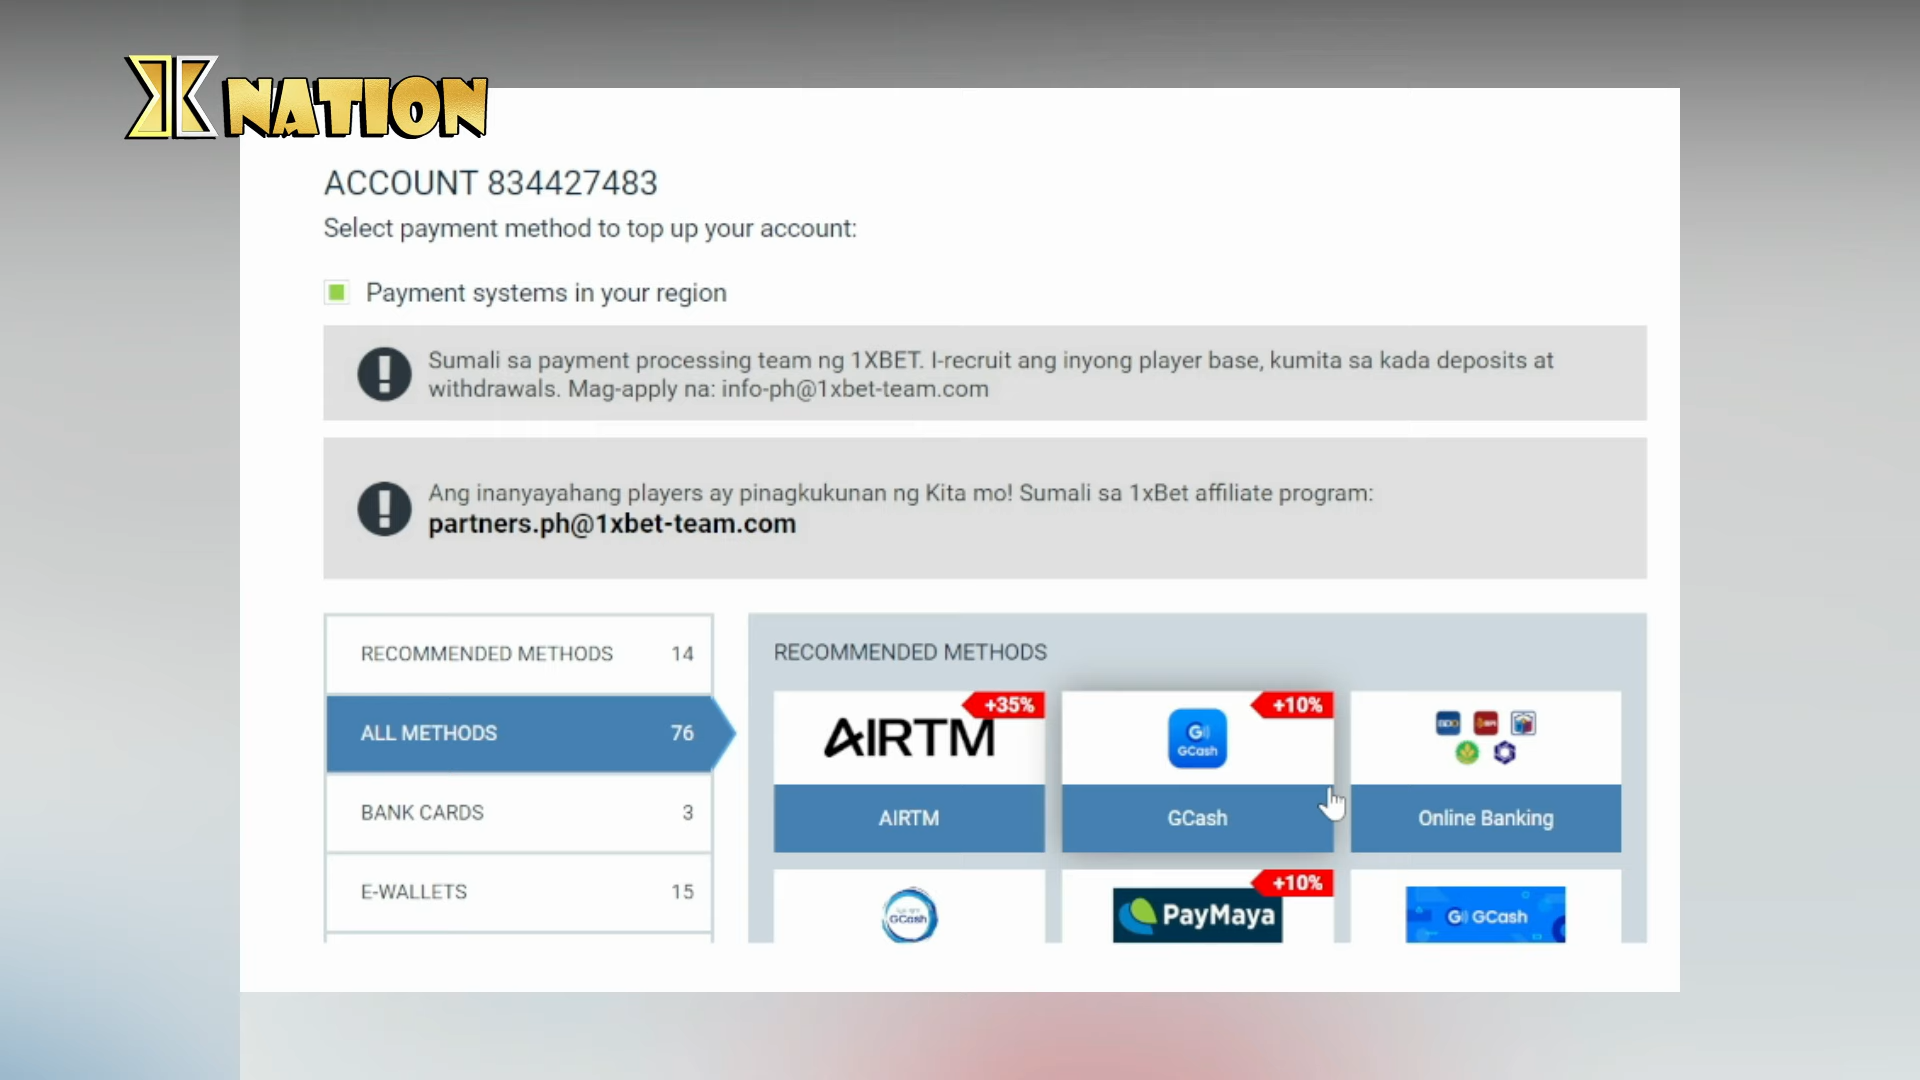 NATION
ACCOUNT 834427483
Select payment method to top up your account:
Payment systems in your region
Sumali sa payment processing team ng 1XBET. I-recruit ang inyong player base, kumita sa kada deposits at
withdrawals. Mag-apply na: info-ph@1xbet-team.com
Ang inanyayahang players ay pinagkukunan ng Kita mo! Sumali sa 1xBet affiliate program:
partners.ph@1xbet-team.com
RECOMMENDED METHODS 14
ALL METHODS 76
BANK CARDS 3
E-WALLETS 15
RECOMMENDED METHODS
+35%
AIRTM
AIRTM
+10%
GCash
GCash
BDO
BPI
Online Banking
GCash
+10%
PayMaya
GCash